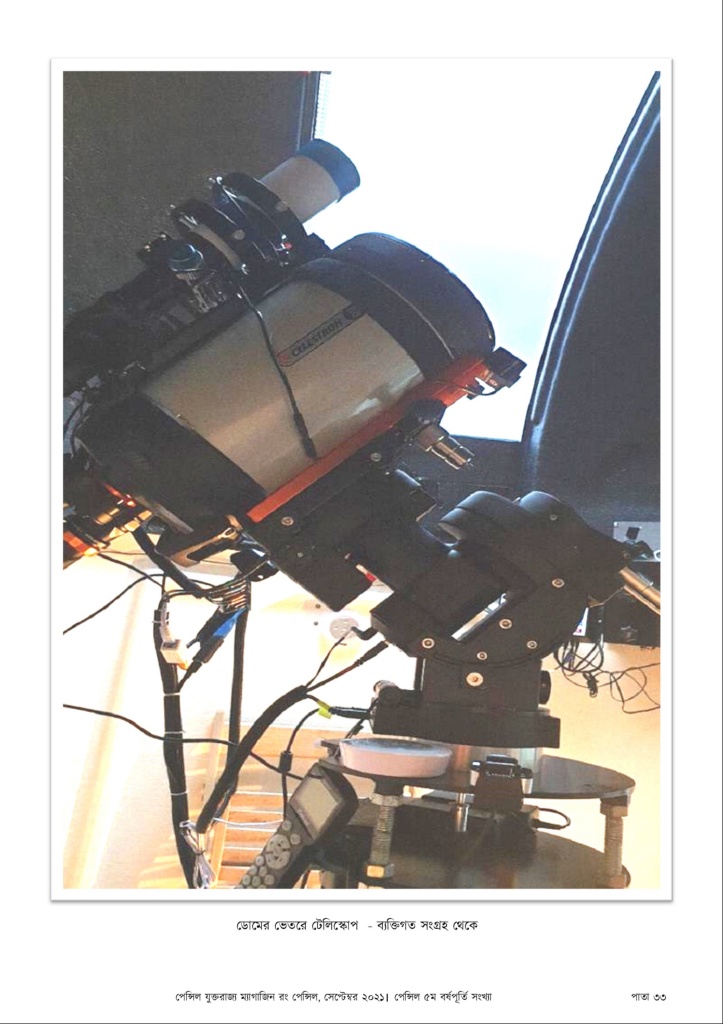 CELESTRON
ডোমের ভেতরে টেলিস্কোপ - ব্যক্তিগত সংগ্রহ থেকে
পেন্সিল যুক্তরাজ্য ম্যাগাজিন রং পেন্সিল, সেপ্টেম্বর ২০২১। পেন্সিল ৫ম বর্ষপূর্তি সংখ্যা
পাতা ৩৩